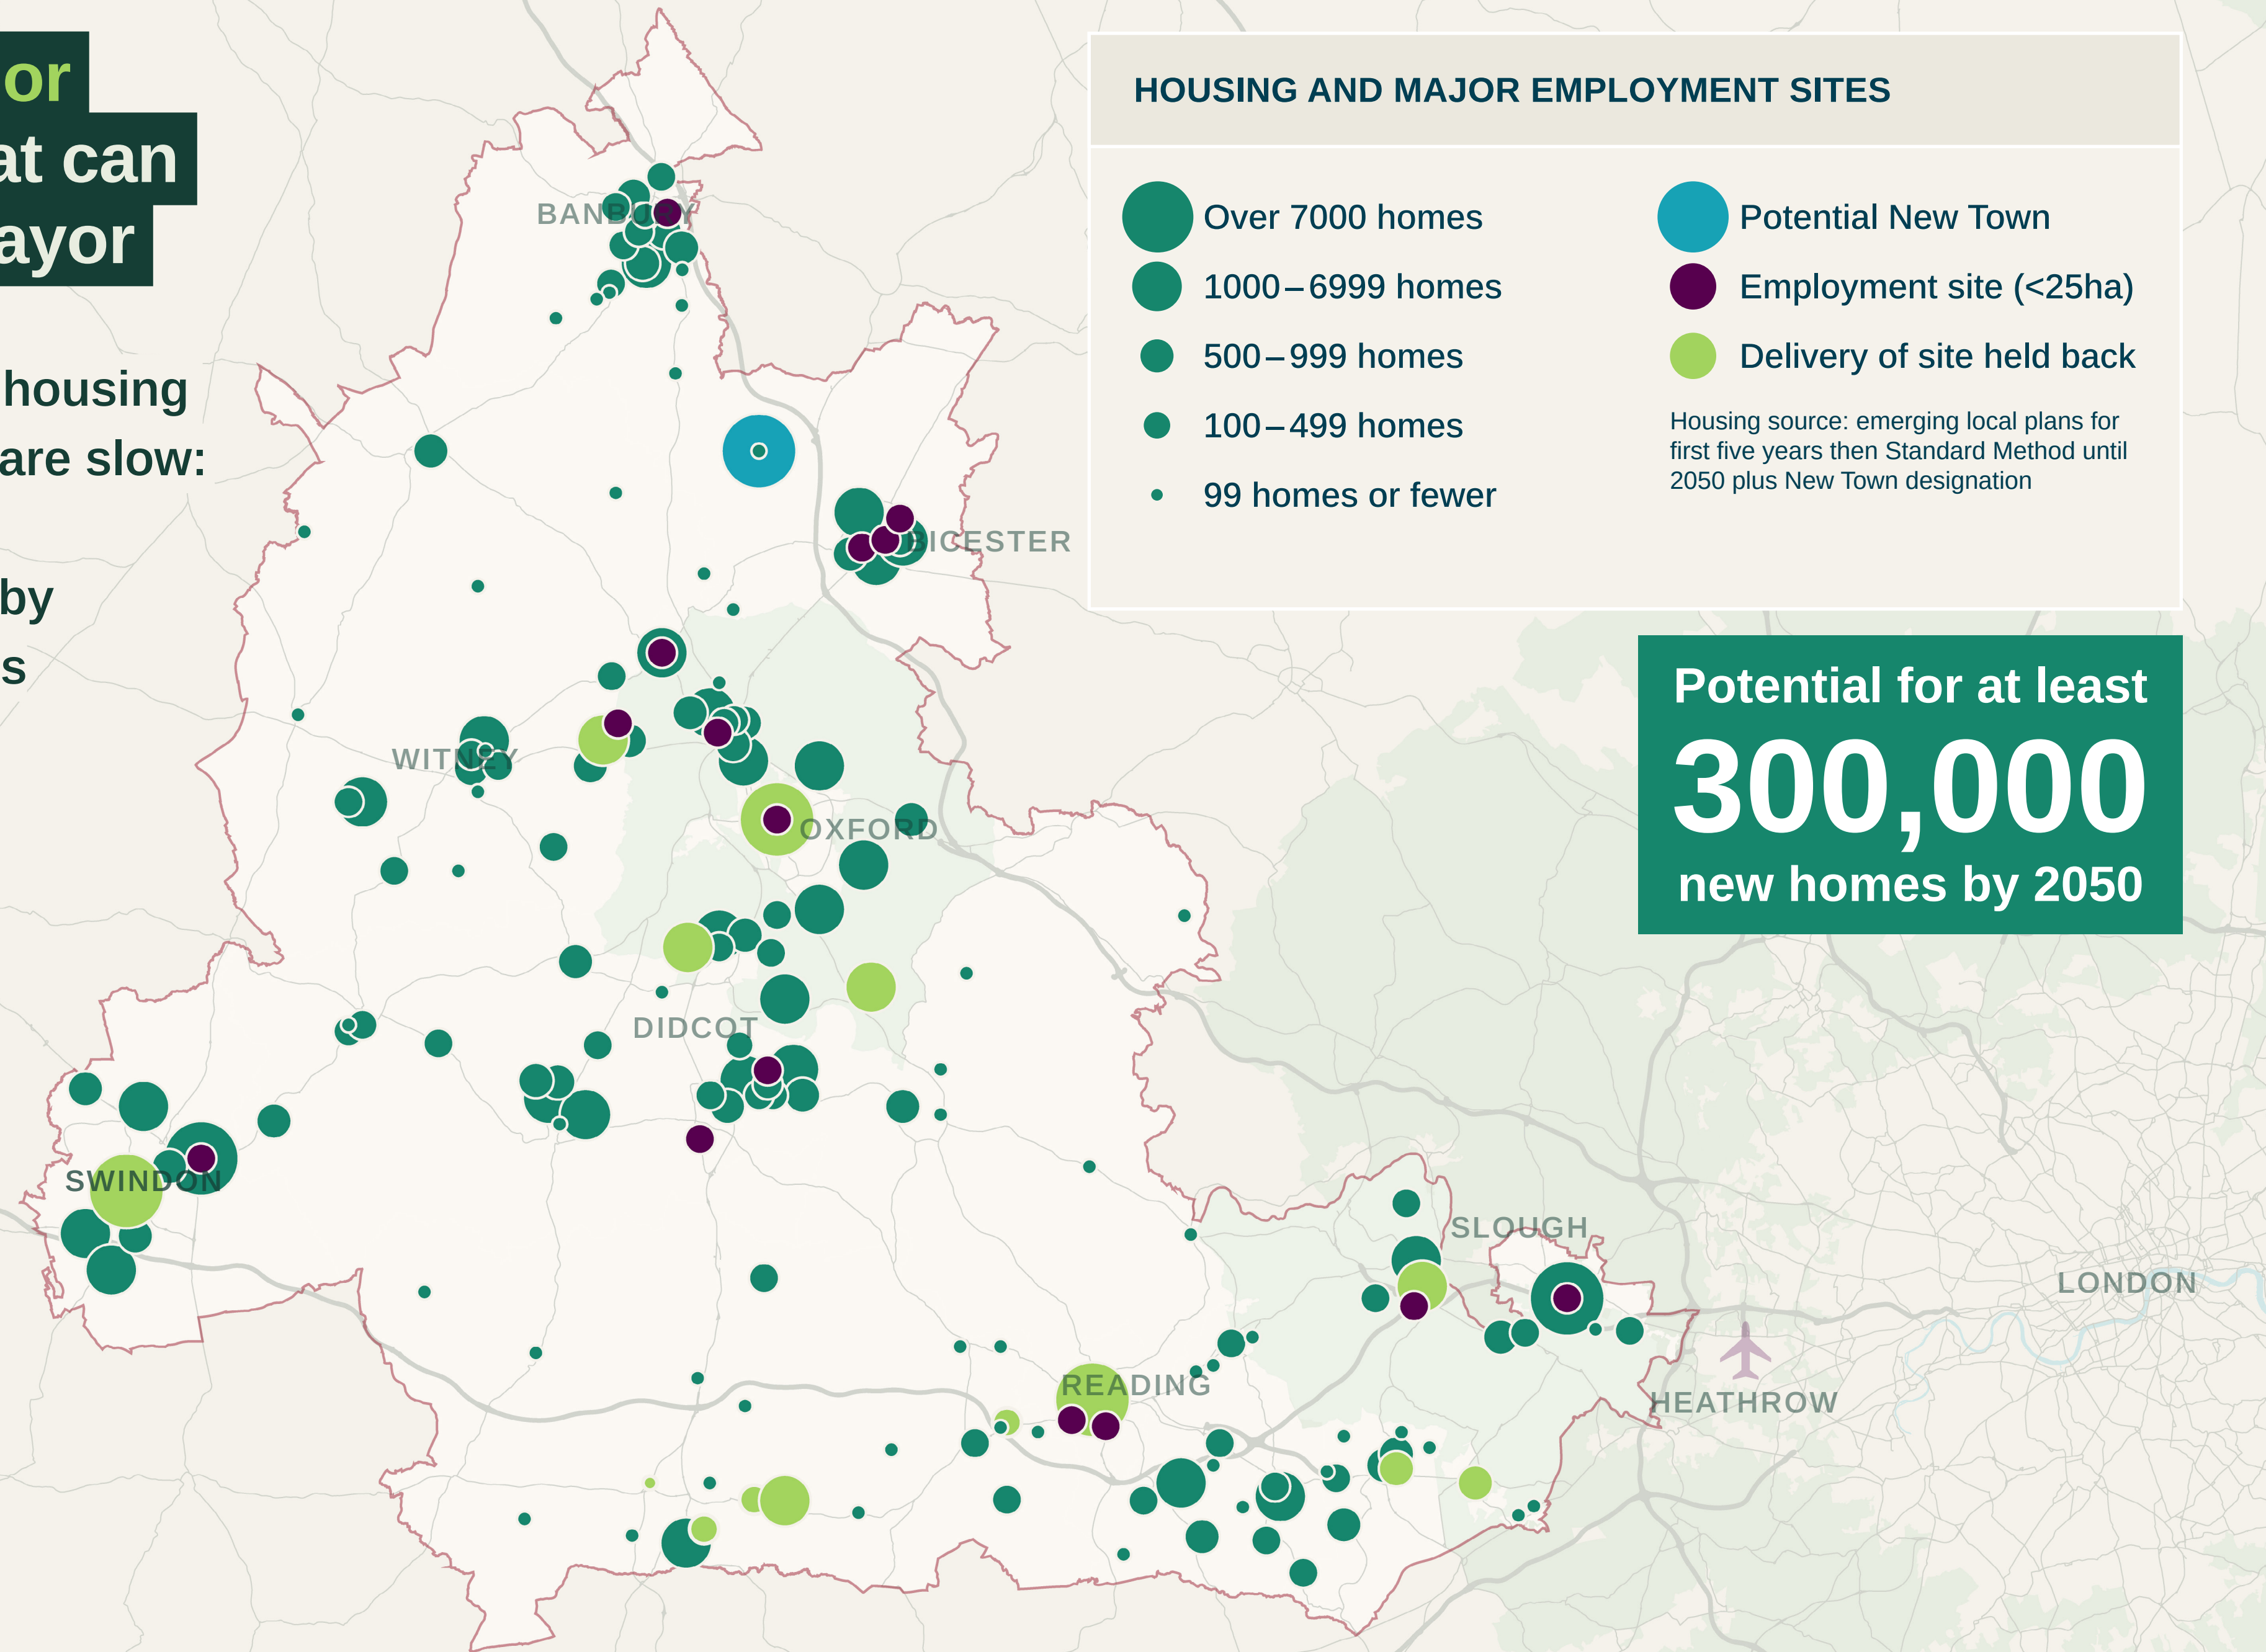 or
at can
ayor
housing
are slow:
by
s
HOUSING AND MAJOR EMPLOYMENT SITES
Over 7000 homes
1000–6999 homes
500–999 homes
100–499 homes
99 homes or fewer
Potential New Town
Employment site (<25ha)
Delivery of site held back
Housing source: emerging local plans for
first five years then Standard Method until
2050 plus New Town designation
Potential for at least
300,000
new homes by 2050
BANBURY
BICESTER
WITNEY
OXFORD
DIDCOT
SWINDON
SLOUGH
LONDON
READING
HEATHROW